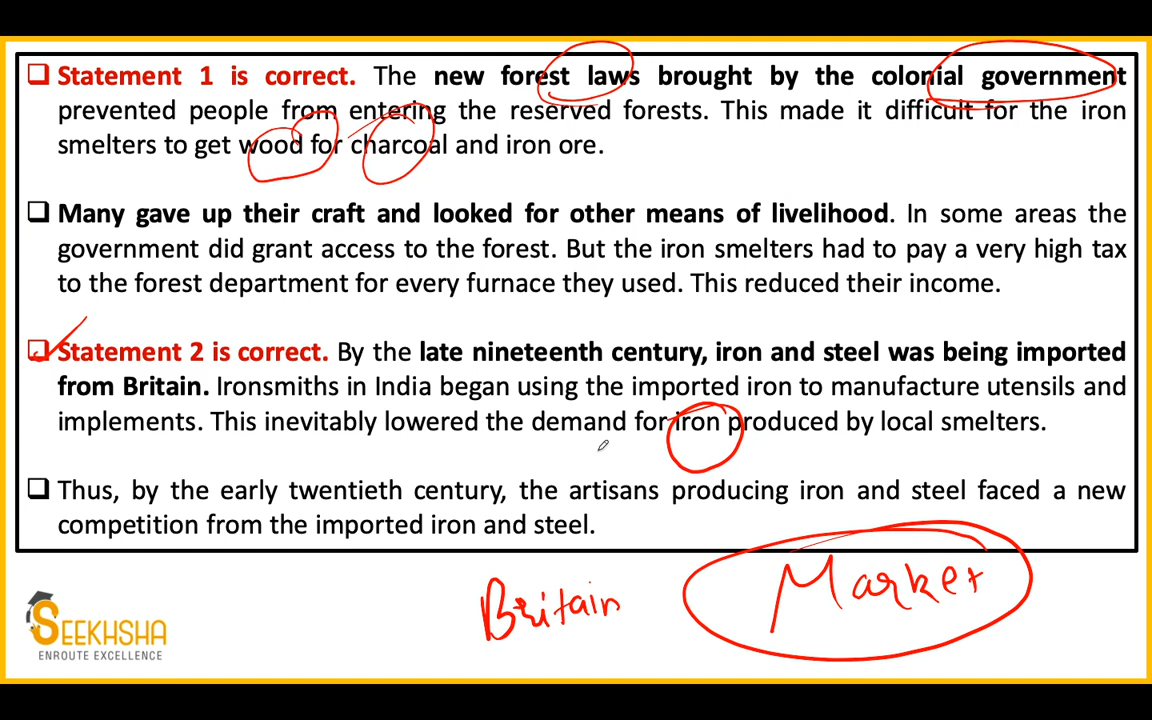 Statement 1 is correct. The new forest laws brought by the colonial government
prevented people from entering the reserved forests. This made it difficult for the iron
smelters to get wood for charcoal and iron ore.
Many gave up their craft and looked for other means of livelihood. In some areas the
government did grant access to the forest. But the iron smelters had to pay a very high tax
to the forest department for every furnace they used. This reduced their income.
Statement 2 is correct. By the late nineteenth century, iron and steel was being imported
from Britain. Ironsmiths in India began using the imported iron to manufacture utensils and
implements. This inevitably lowered the demand for iron produced by local smelters.
Thus, by the early twentieth century, the artisans producing iron and steel faced a new
competition from the imported iron and steel.
Britain Market
SEEKHSHA
ENROUTE EXCELLENCE